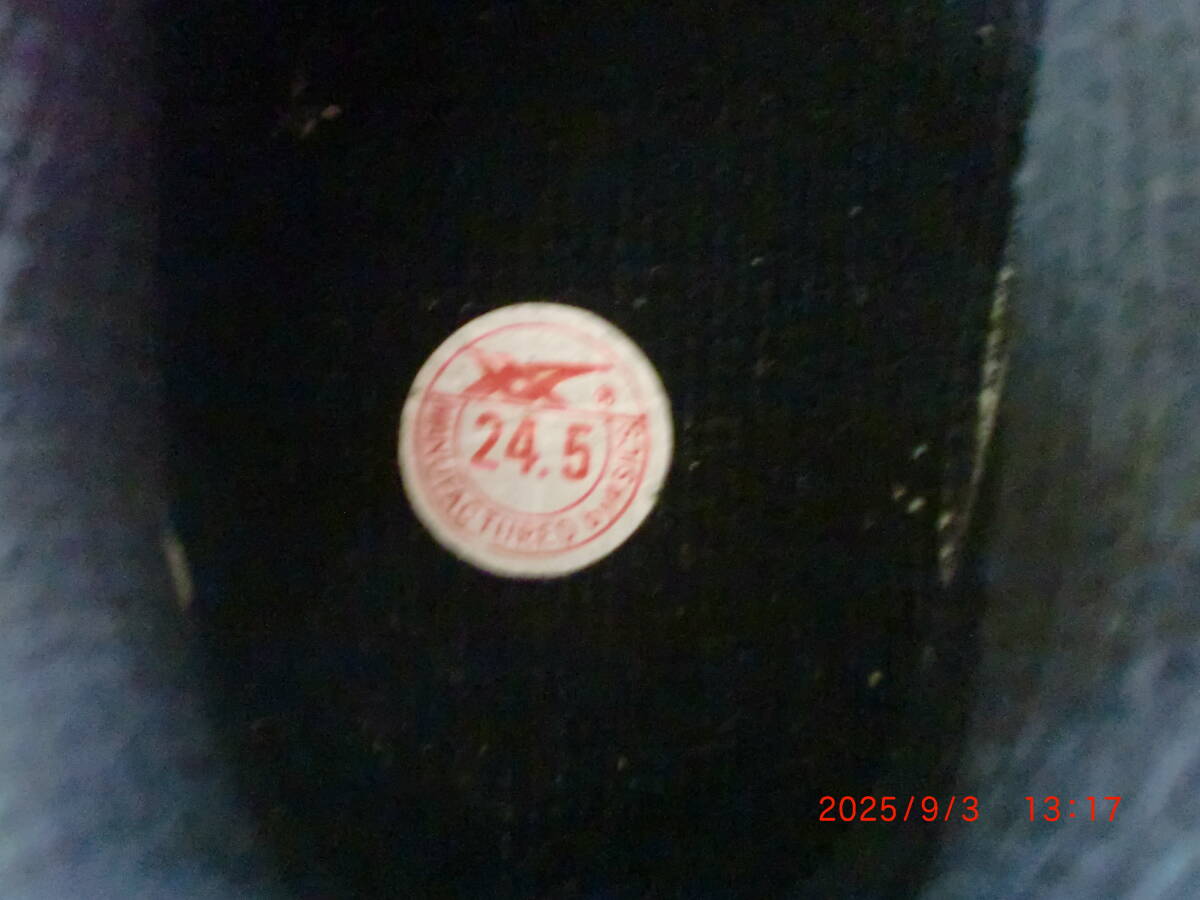 ®
24.5
MANUFACTURED BY ASICS
2025/9/3 13:17